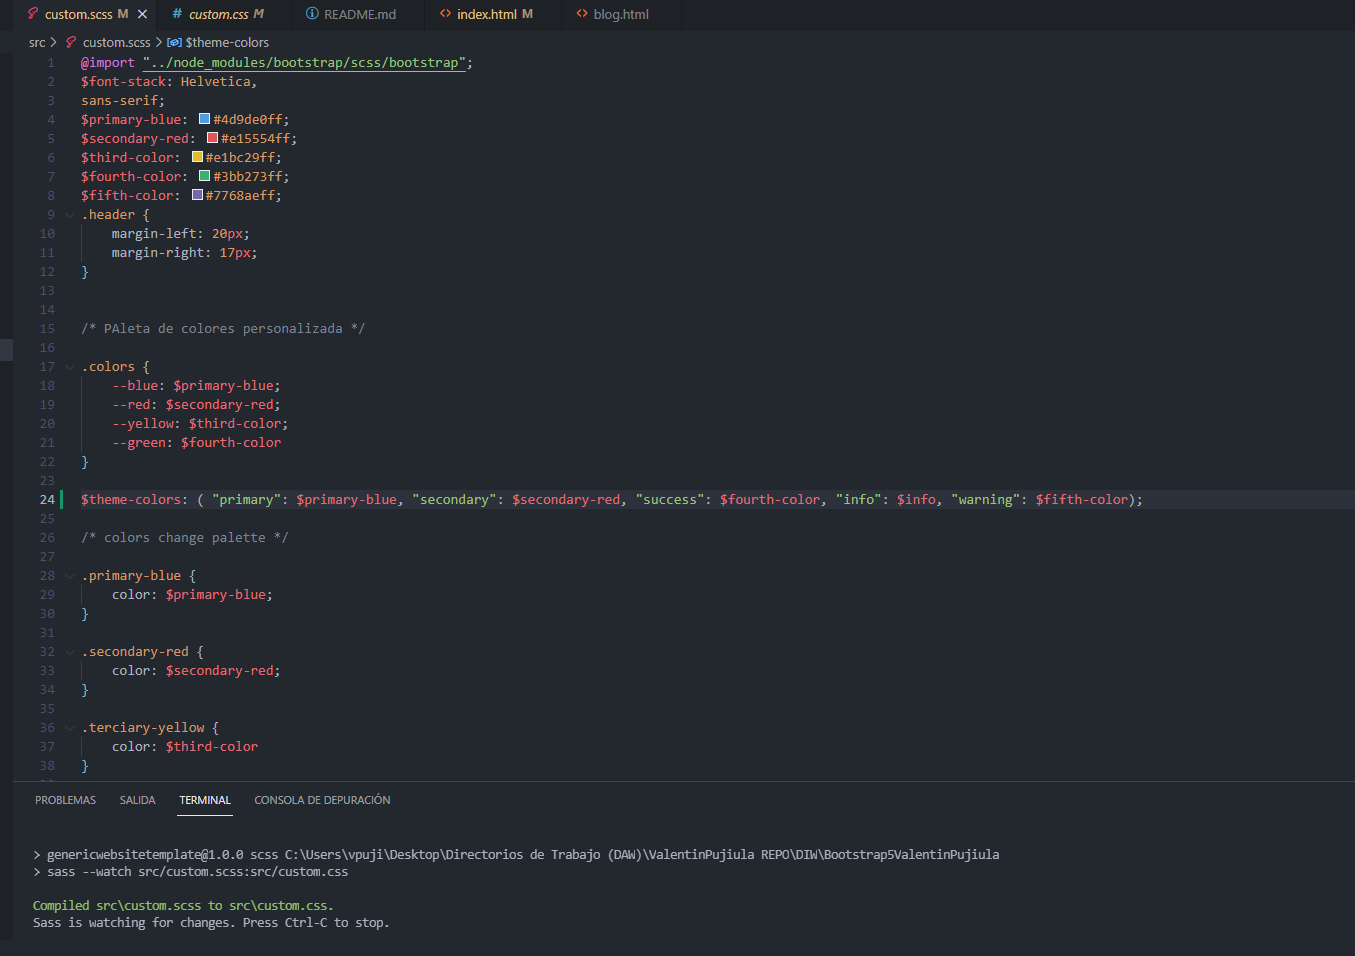 custom.scss M
custom.css M
README.md
index.html M
blog.html
src > custom.scss > $theme-colors
1 @import "../node_modules/bootstrap/scss/bootstrap";
2 $font-stack: Helvetica,
3 sans-serif;
4 $primary-blue: #4d9de0ff;
5 $secondary-red: #e15554ff;
6 $third-color: #e1bc29ff;
7 $fourth-color: #3bb273ff;
8 $fifth-color: #7768aeff;
9 .header {
10 margin-left: 20px;
11 margin-right: 17px;
12 }
13
14
15 /* PAleta de colores personalizada */
16
17 .colors {
18 --blue: $primary-blue;
19 --red: $secondary-red;
20 --yellow: $third-color;
21 --green: $fourth-color
22 }
23
24 $theme-colors: ( "primary": $primary-blue, "secondary": $secondary-red, "success": $fourth-color, "info": $info, "warning": $fifth-color);
25
26 /* colors change palette */
27
28 .primary-blue {
29 color: $primary-blue;
30 }
31
32 .secondary-red {
33 color: $secondary-red;
34 }
35
36 .terciary-yellow {
37 color: $third-color
38 }
PROBLEMAS SALIDA TERMINAL CONSOLA DE DEPURACIÓN
> genericwebsitetemplate@1.0.0 scss C:\Users\vpuji\Desktop\Directorios de Trabajo (DAW)\ValentinPujiula REPO\DIW\Bootstrap5ValentinPujiula
> sass --watch src/custom.scss:src/custom.css
Compiled src\custom.scss to src\custom.css.
Sass is watching for changes. Press Ctrl-C to stop.